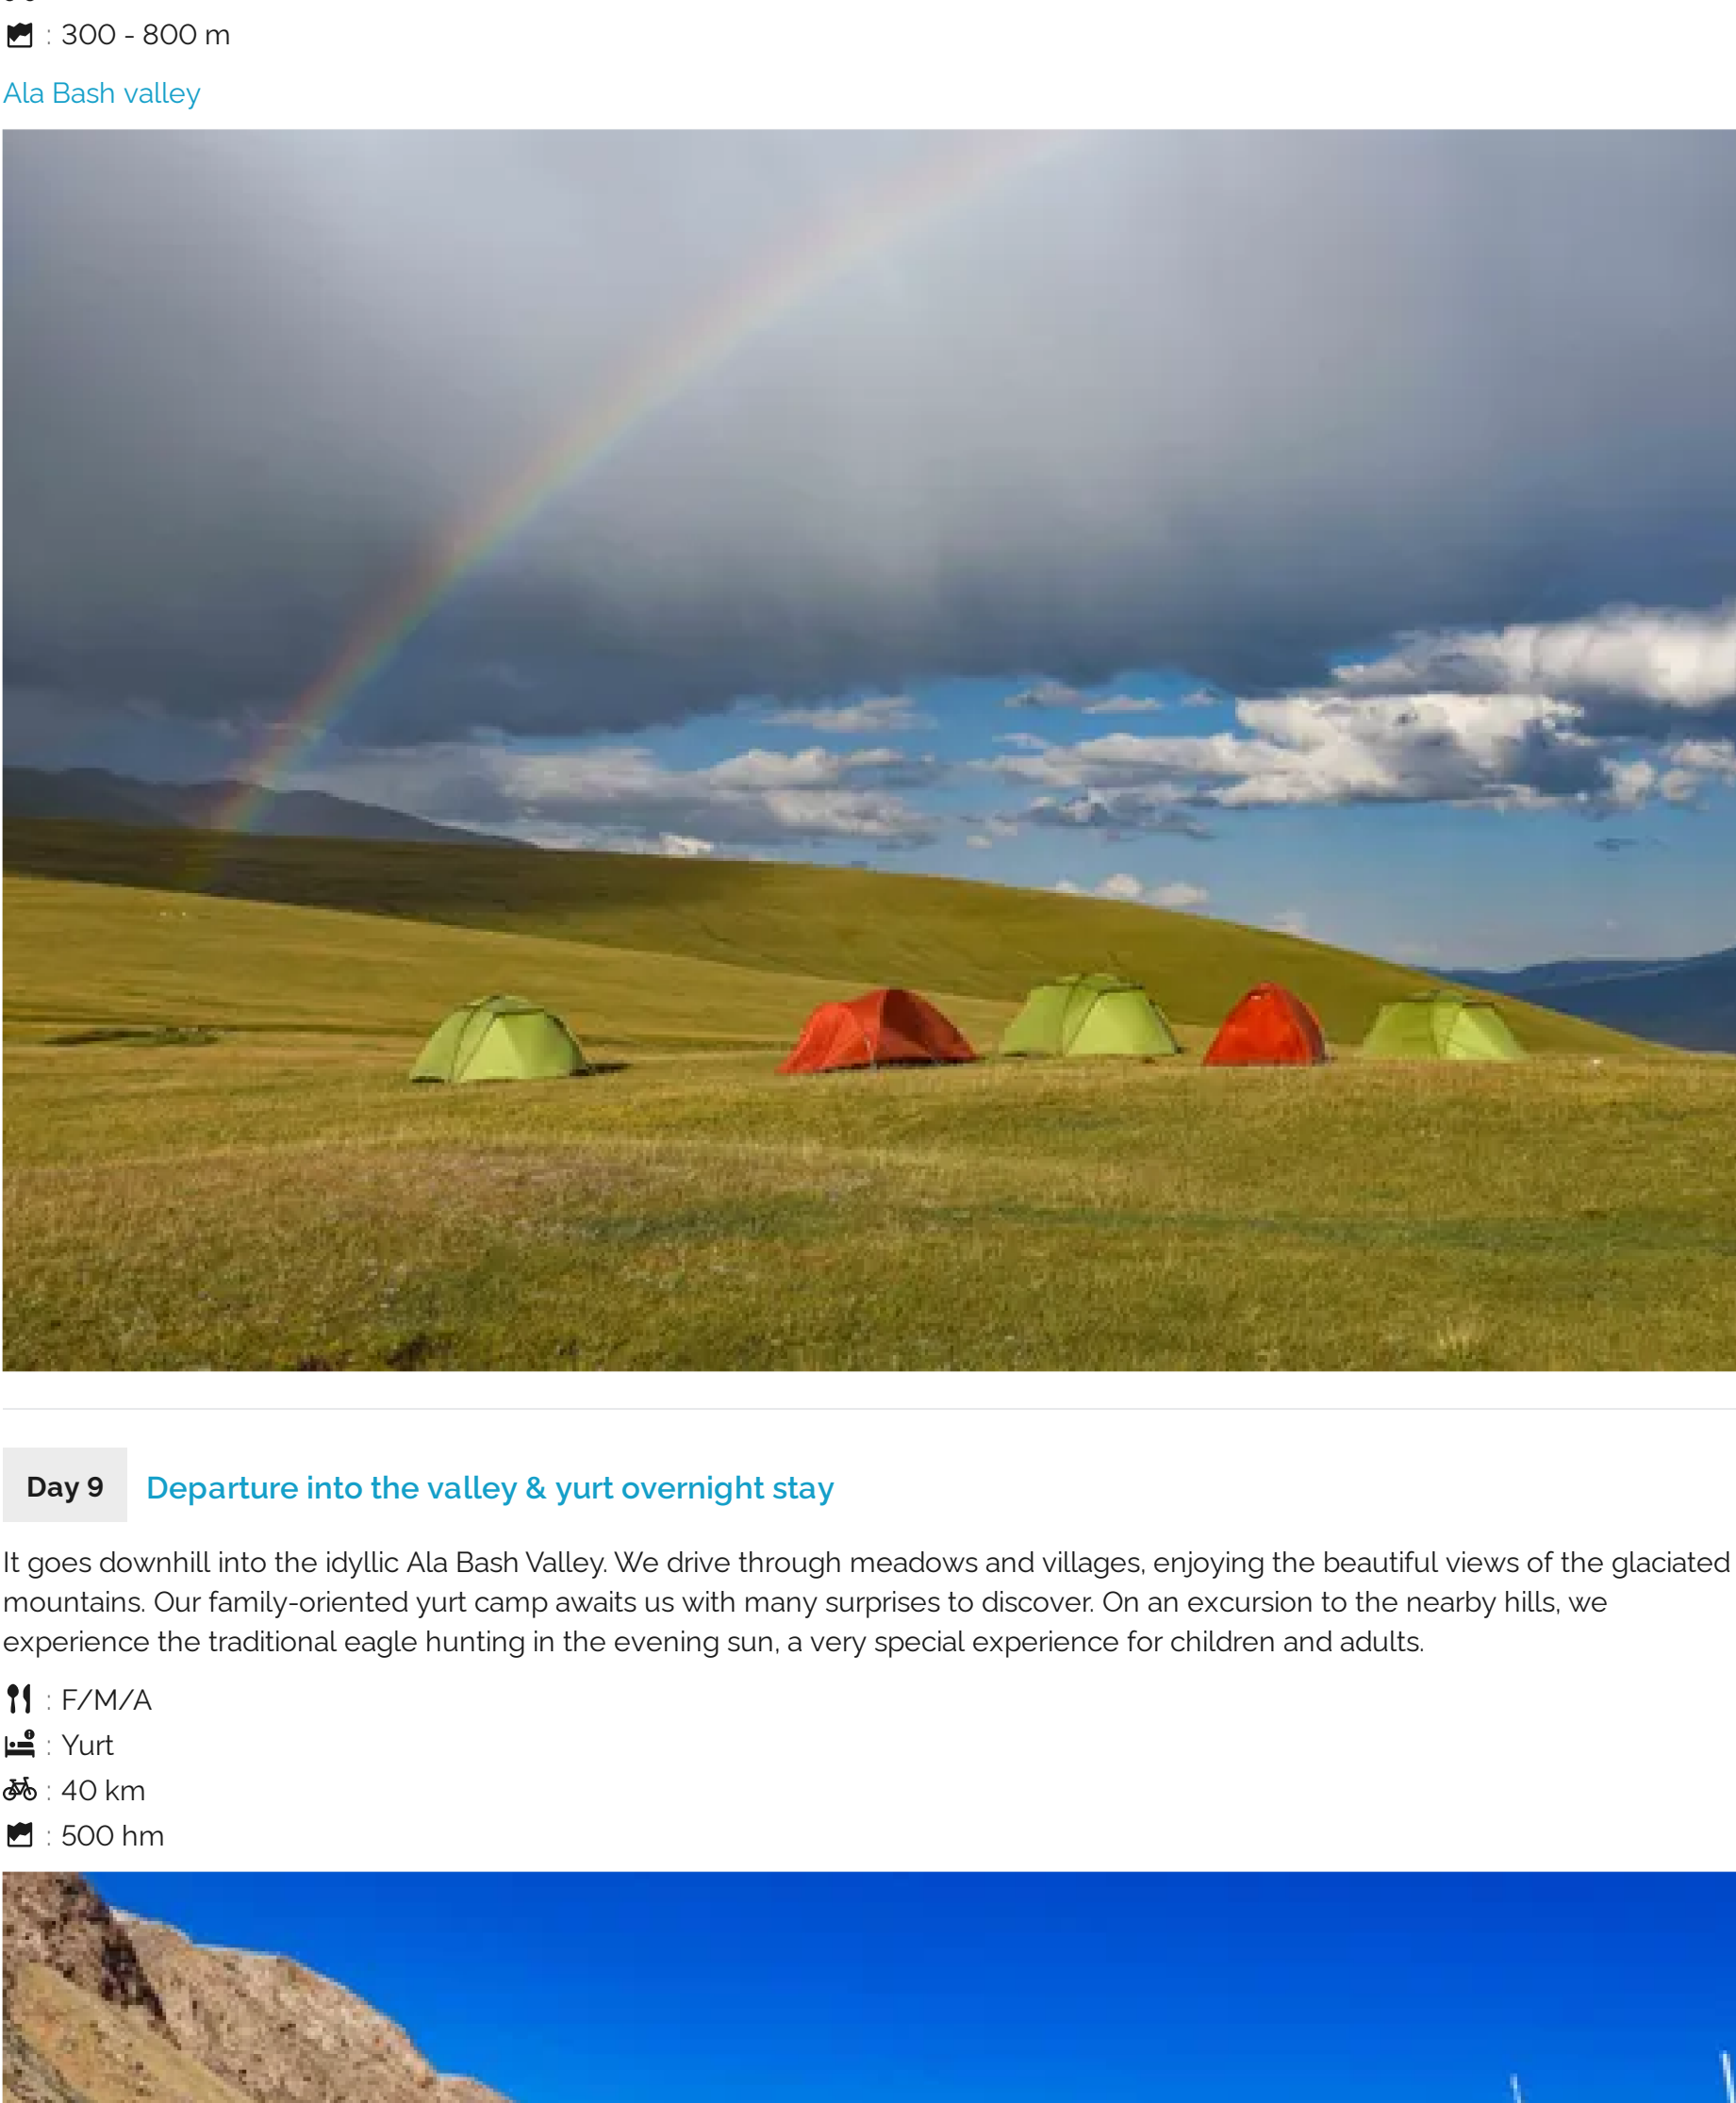 : 300 - 800 m
Ala Bash valley
Day 9
Departure into the valley & yurt overnight stay
It goes downhill into the idyllic Ala Bash Valley. We drive through meadows and villages, enjoying the beautiful views of the glaciated
mountains. Our family-oriented yurt camp awaits us with many surprises to discover. On an excursion to the nearby hills, we
experience the traditional eagle hunting in the evening sun, a very special experience for children and adults.
: F/M/A
: Yurt
: 40 km
: 500 hm